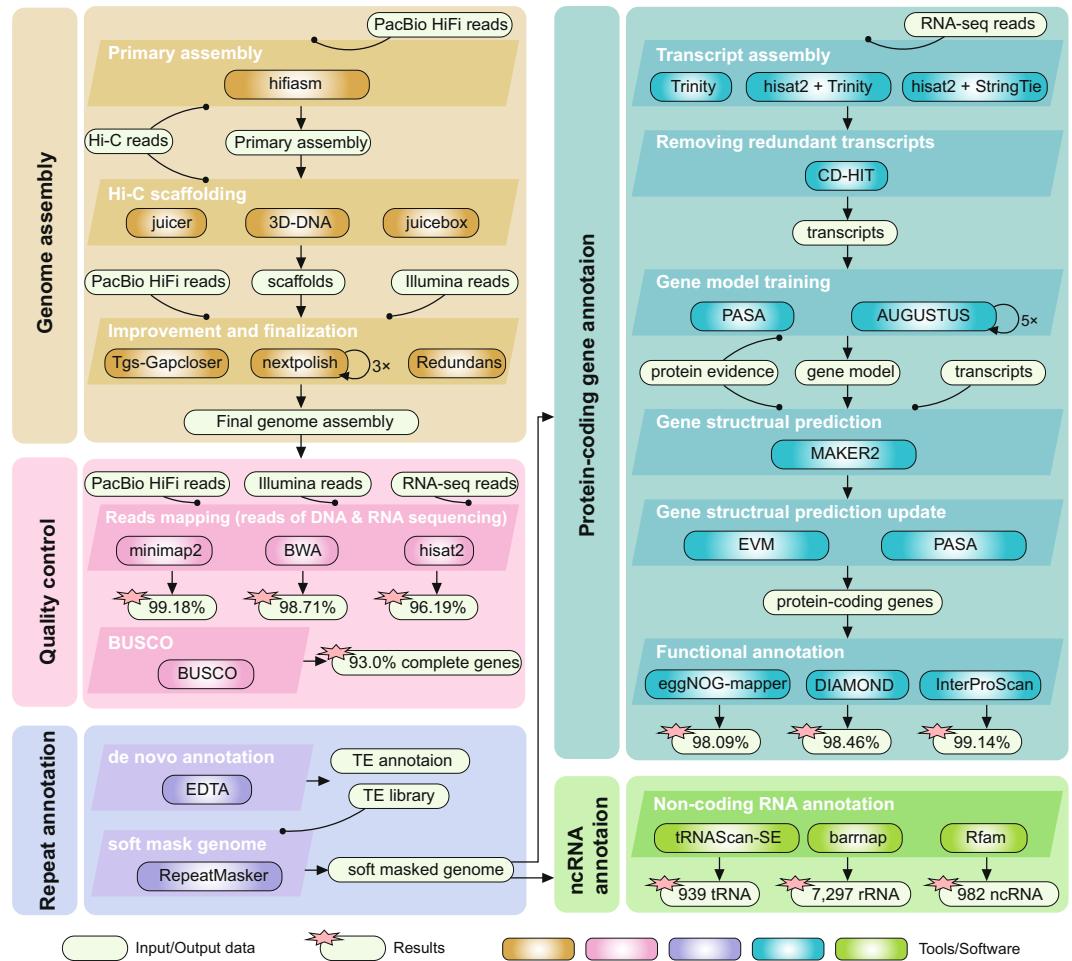 Genome assembly
PacBio HiFi reads
Primary assembly
hifiasm
Hi-C reads
Primary assembly
Hi-C scaffolding
juicer
3D-DNA
juicebox
PacBio HiFi reads
scaffolds
Illumina reads
Improvement and finalization
Tgs-Gapcloser
nextpolish
3×
Redundans
Final genome assembly
Quality control
PacBio HiFi reads
Illumina reads
RNA-seq reads
Reads mapping (reads of DNA & RNA sequencing)
minimap2
BWA
hisat2
99.18%
98.71%
96.19%
BUSCO
BUSCO
93.0% complete genes
Repeat annotation
de novo annotation
EDTA
TE annotaion
TE library
soft mask genome
RepeatMasker
soft masked genome
Protein-coding gene annotaion
RNA-seq reads
Transcript assembly
Trinity
hisat2 + Trinity
hisat2 + StringTie
Removing redundant transcripts
CD-HIT
transcripts
Gene model training
PASA
AUGUSTUS
5×
protein evidence
gene model
transcripts
Gene structrual prediction
MAKER2
Gene structrual prediction update
EVM
PASA
protein-coding genes
Functional annotation
eggNOG-mapper
DIAMOND
InterProScan
98.09%
98.46%
99.14%
ncRNA
annotaion
Non-coding RNA annotation
tRNAScan-SE
barrnap
Rfam
939 tRNA
7,297 rRNA
982 ncRNA
Input/Output data
Results
Tools/Software